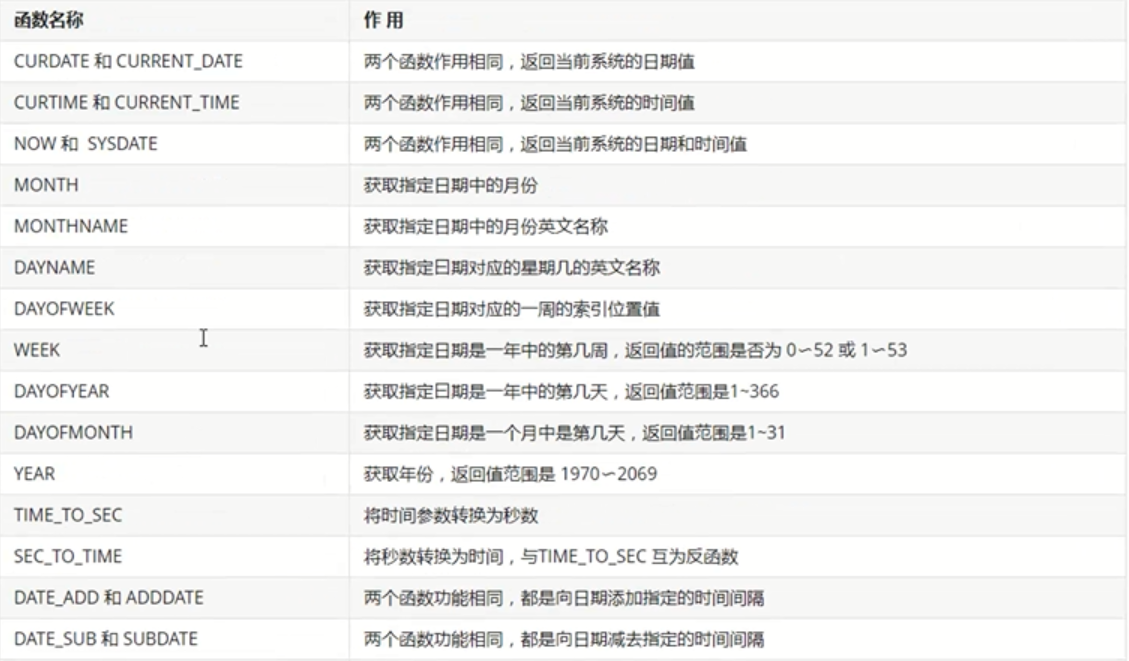 函数名称 作 用
CURDATE 和 CURRENT_DATE 两个函数作用相同，返回当前系统的日期值
CURTIME 和 CURRENT_TIME 两个函数作用相同，返回当前系统的时间值
NOW 和 SYSDATE 两个函数作用相同，返回当前系统的日期和时间值
MONTH 获取指定日期中的月份
MONTHNAME 获取指定日期中的月份英文名称
DAYNAME 获取指定日期对应的星期几的英文名称
DAYOFWEEK 获取指定日期对应的一周的索引位置值
WEEK 获取指定日期是一年中的第几周，返回值的范围是否为 0〜52 或 1〜53
DAYOFYEAR 获取指定日期是一年中的第几天，返回值范围是1~366
DAYOFMONTH 获取指定日期是一个月中是第几天，返回值范围是1~31
YEAR 获取年份，返回值范围是 1970〜2069
TIME_TO_SEC 将时间参数转换为秒数
SEC_TO_TIME 将秒数转换为时间，与TIME_TO_SEC 互为反函数
DATE_ADD 和 ADDDATE 两个函数功能相同，都是向日期添加指定的时间间隔
DATE_SUB 和 SUBDATE 两个函数功能相同，都是向日期减去指定的时间间隔